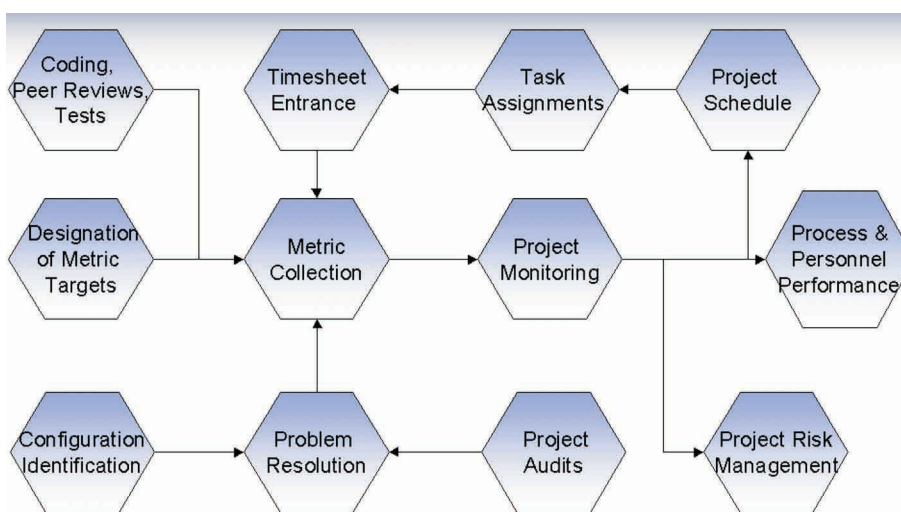 Coding,
Peer Reviews,
Tests
Timesheet
Entrance
Task
Assignments
Project
Schedule
Designation
of Metric
Targets
Metric
Collection
Project
Monitoring
Process &
Personnel
Performance
Configuration
Identification
Problem
Resolution
Project
Audits
Project Risk
Management